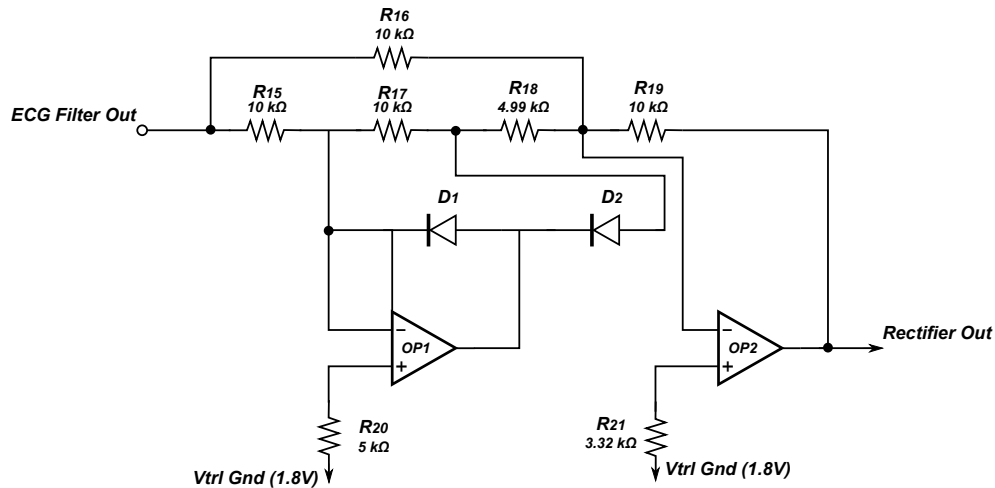 R16
10 kΩ
ECG Filter Out
R15
10 kΩ
R17
10 kΩ
R18
4.99 kΩ
R19
10 kΩ
D1
D2
−
OP1
+
−
OP2
+
Rectifier Out
R20
5 kΩ
R21
3.32 kΩ
Vtrl Gnd (1.8V)
Vtrl Gnd (1.8V)